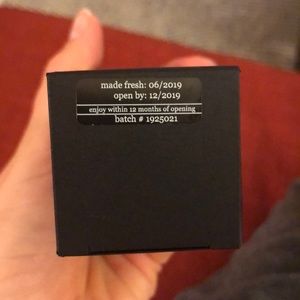 made fresh: 06/2019
open by: 12/2019
enjoy within 12 months of opening
batch # 1925021